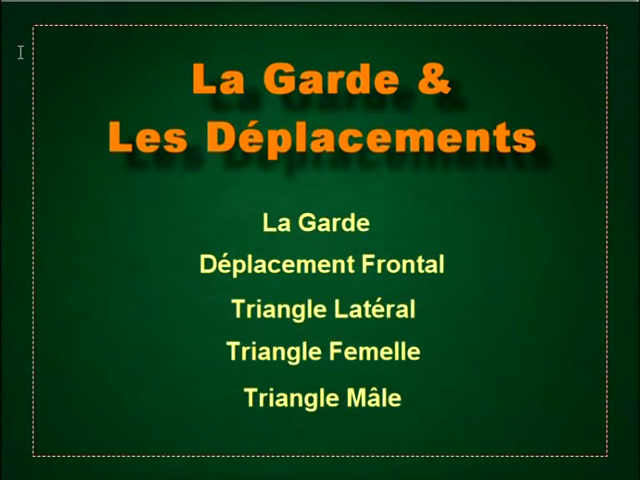 La Garde &
Les Déplacements
La Garde
Déplacement Frontal
Triangle Latéral
Triangle Femelle
Triangle Mâle